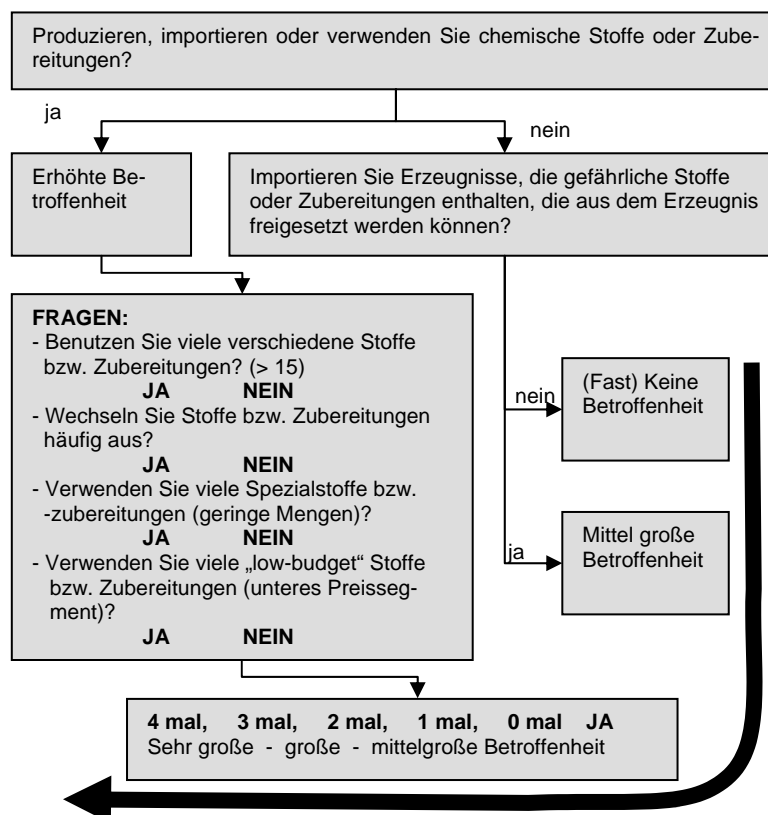 Produzieren, importieren oder verwenden Sie chemische Stoffe oder Zube-
reitungen?
ja
nein
Erhöhte Be-
troffenheit
Importieren Sie Erzeugnisse, die gefährliche Stoffe
oder Zubereitungen enthalten, die aus dem Erzeugnis
freigesetzt werden können?
FRAGEN:
- Benutzen Sie viele verschiedene Stoffe
bzw. Zubereitungen? (> 15)
JA NEIN
- Wechseln Sie Stoffe bzw. Zubereitungen
häufig aus?
JA NEIN
- Verwenden Sie viele Spezialstoffe bzw.
-zubereitungen (geringe Mengen)?
JA NEIN
- Verwenden Sie viele „low-budget“ Stoffe
bzw. Zubereitungen (unteres Preisseg-
ment)?
JA NEIN
nein
(Fast) Keine
Betroffenheit
ja
Mittel große
Betroffenheit
4 mal, 3 mal, 2 mal, 1 mal, 0 mal JA
Sehr große - große - mittelgroße Betroffenheit